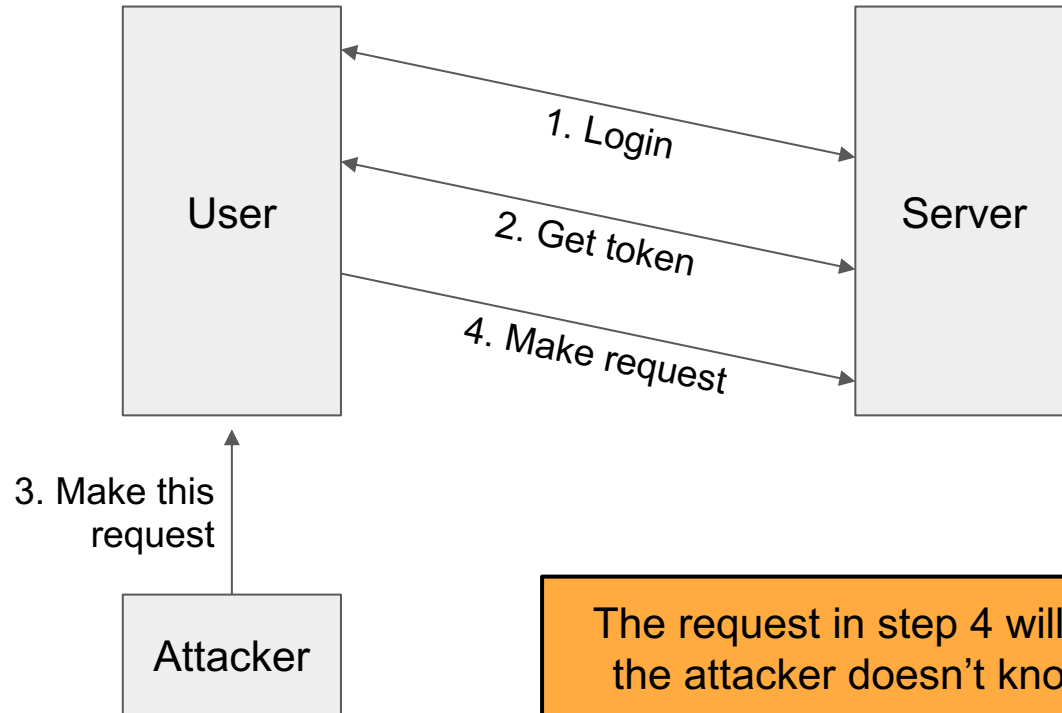 User
Server
1. Login
2. Get token
4. Make request
3. Make this
request
Attacker
The request in step 4 will
the attacker doesn’t